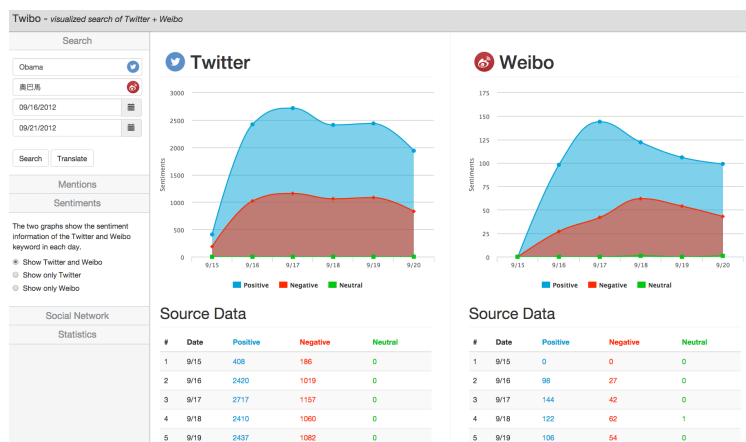 Twibo - visualized search of Twitter + Weibo
Search
Obama
奥巴馬
09/16/2012
09/21/2012
Search Translate
Mentions
Sentiments
The two graphs show the sentiment
information of the Twitter and Weibo
keyword in each day.
Show Twitter and Weibo
Show only Twitter
Show only Weibo
Social Network
Statistics
Twitter
Sentiments
3000
2500
2000
1500
1000
500
0
9/15 9/16 9/17 9/18 9/19 9/20
Positive Negative Neutral
Source Data
# Date Positive Negative Neutral
1 9/15 408 186 0
2 9/16 2420 1019 0
3 9/17 2717 1157 0
4 9/18 2410 1060 0
5 9/19 2437 1082 0
Weibo
Sentiments
175
150
125
100
75
50
25
0
9/15 9/16 9/17 9/18 9/19 9/20
Positive Negative Neutral
Source Data
# Date Positive Negative Neutral
1 9/15 0 0 0
2 9/16 98 27 0
3 9/17 144 42 0
4 9/18 122 62 1
5 9/19 106 54 0